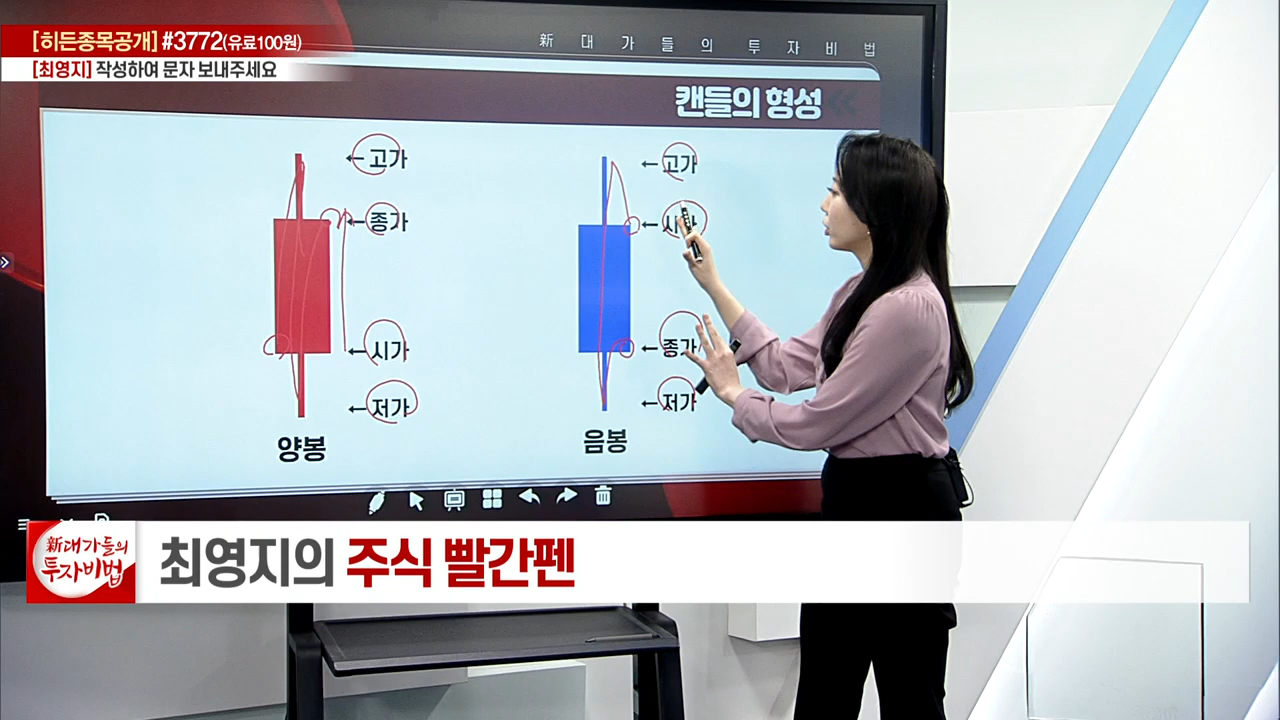 [히든종목공개] #3772(유료100원)
[최영지] 작성하여 문자 보내주세요
新 대 가 들 의 투 자 비 법
캔들의 형성
←고가
←종가
←시가
←저가
양봉
←고가
←시가
←종가
←저가
음봉
新대가들의
투자비법
최영지의 주식 빨간펜